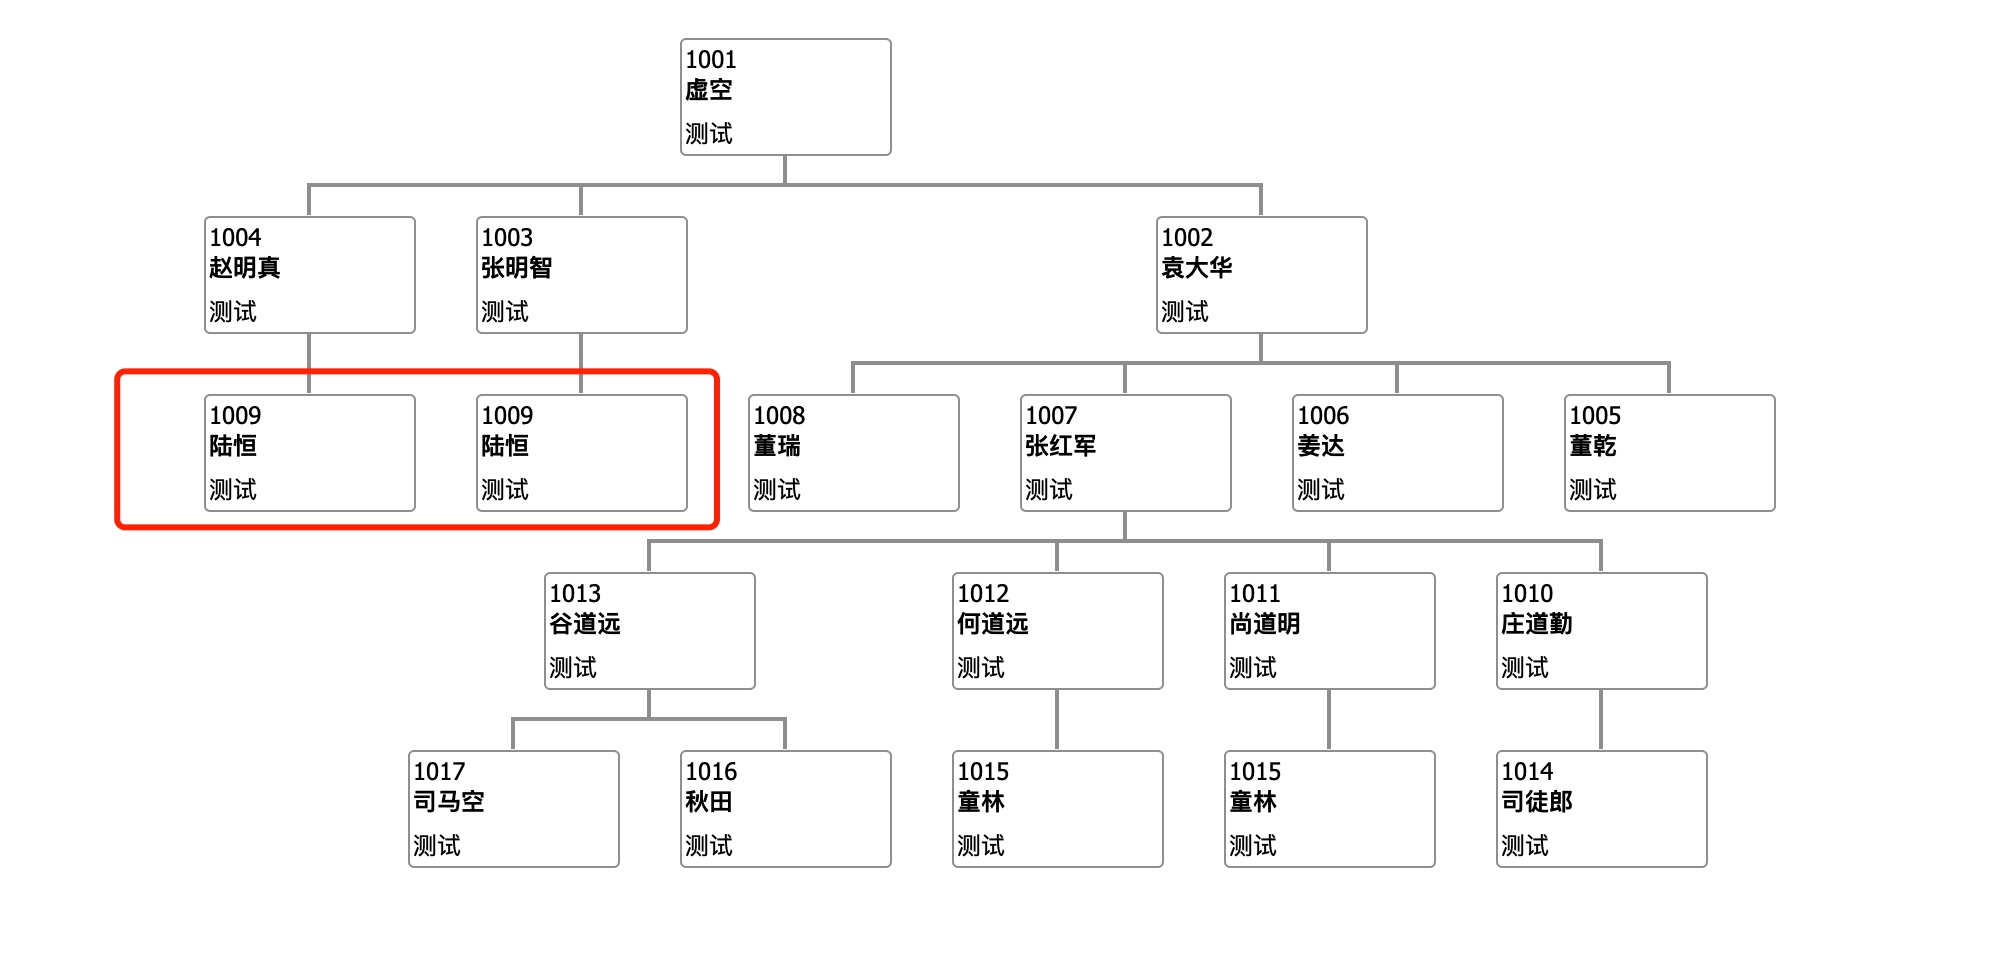 1001
虚空
测试
1004
赵明真
测试
1003
张明智
测试
1002
袁大华
测试
1009
陆恒
测试
1009
陆恒
测试
1008
董瑞
测试
1007
张红军
测试
1006
姜达
测试
1005
董乾
测试
1013
谷道远
测试
1012
何道远
测试
1011
尚道明
测试
1010
庄道勤
测试
1017
司马空
测试
1016
秋田
测试
1015
童林
测试
1015
童林
测试
1014
司徒郎
测试